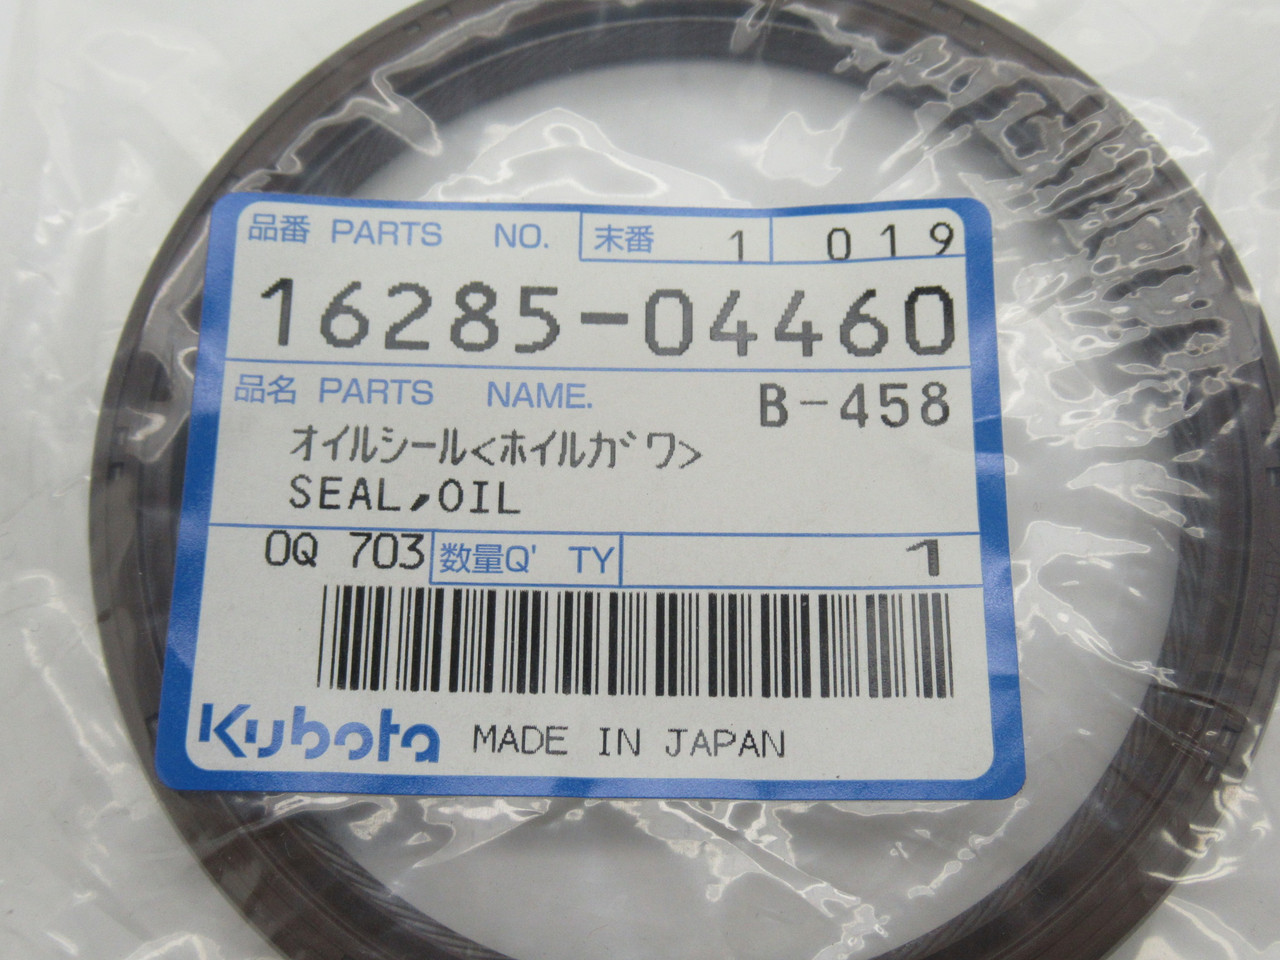 品番 PARTS NO. 末番 1 019
16285-04460
品名 PARTS NAME. B-458
オイルシール<ホイルガワ>
SEAL,OIL
0Q 703 数量Q' TY 1
Kubota MADE IN JAPAN